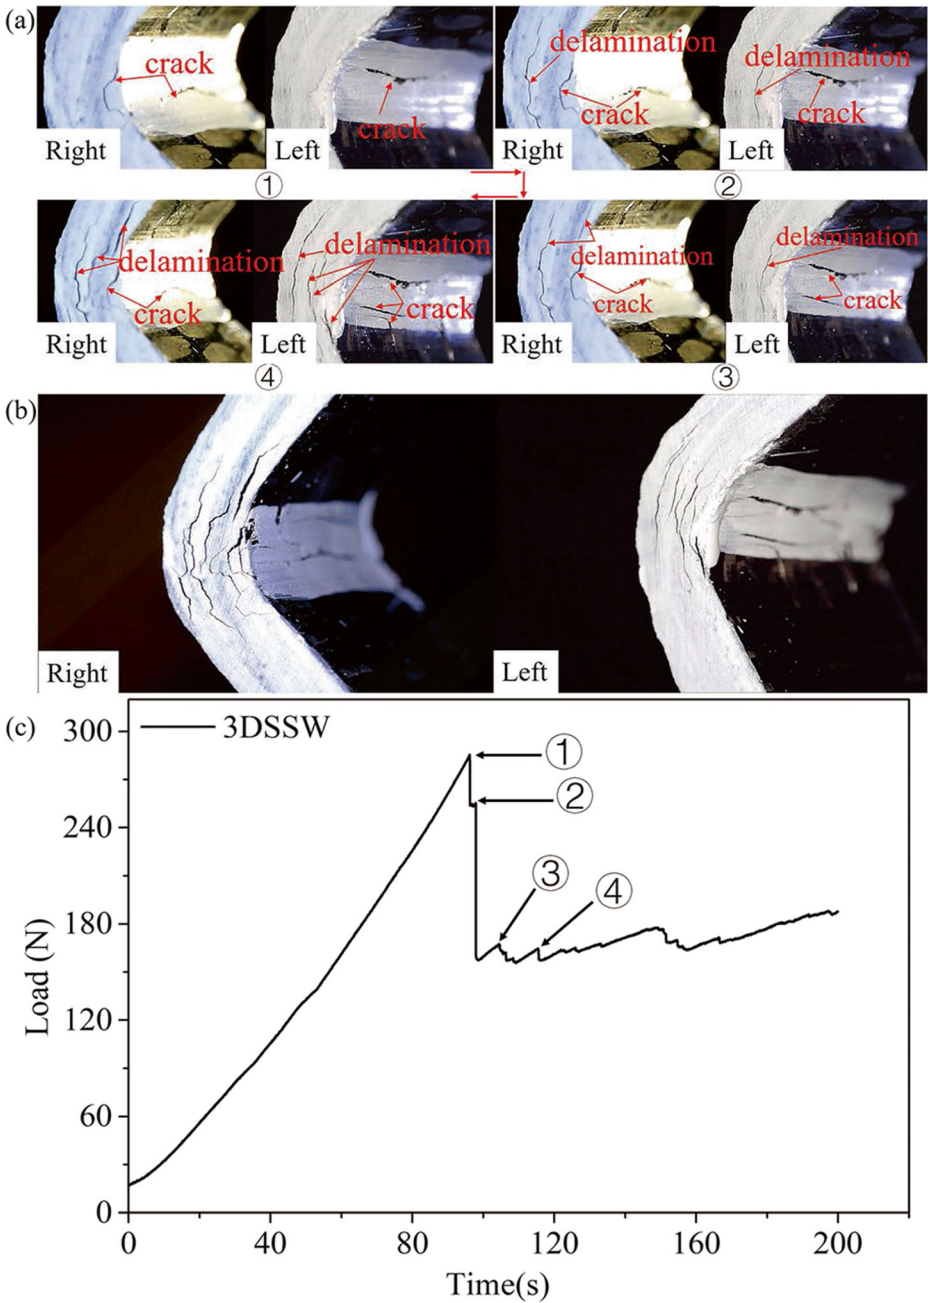 (a)
crack
crack
Right
Left
①
delamination
crack
delamination
crack
Right
Left
②
delamination
crack
delamination
crack
Right
Left
④
delamination
crack
delamination
crack
Right
Left
③
(b)
Right
Left
(c)
3DSSW
①
②
③
④
300
240
180
120
60
0
Load (N)
0 40 80 120 160 200
Time(s)